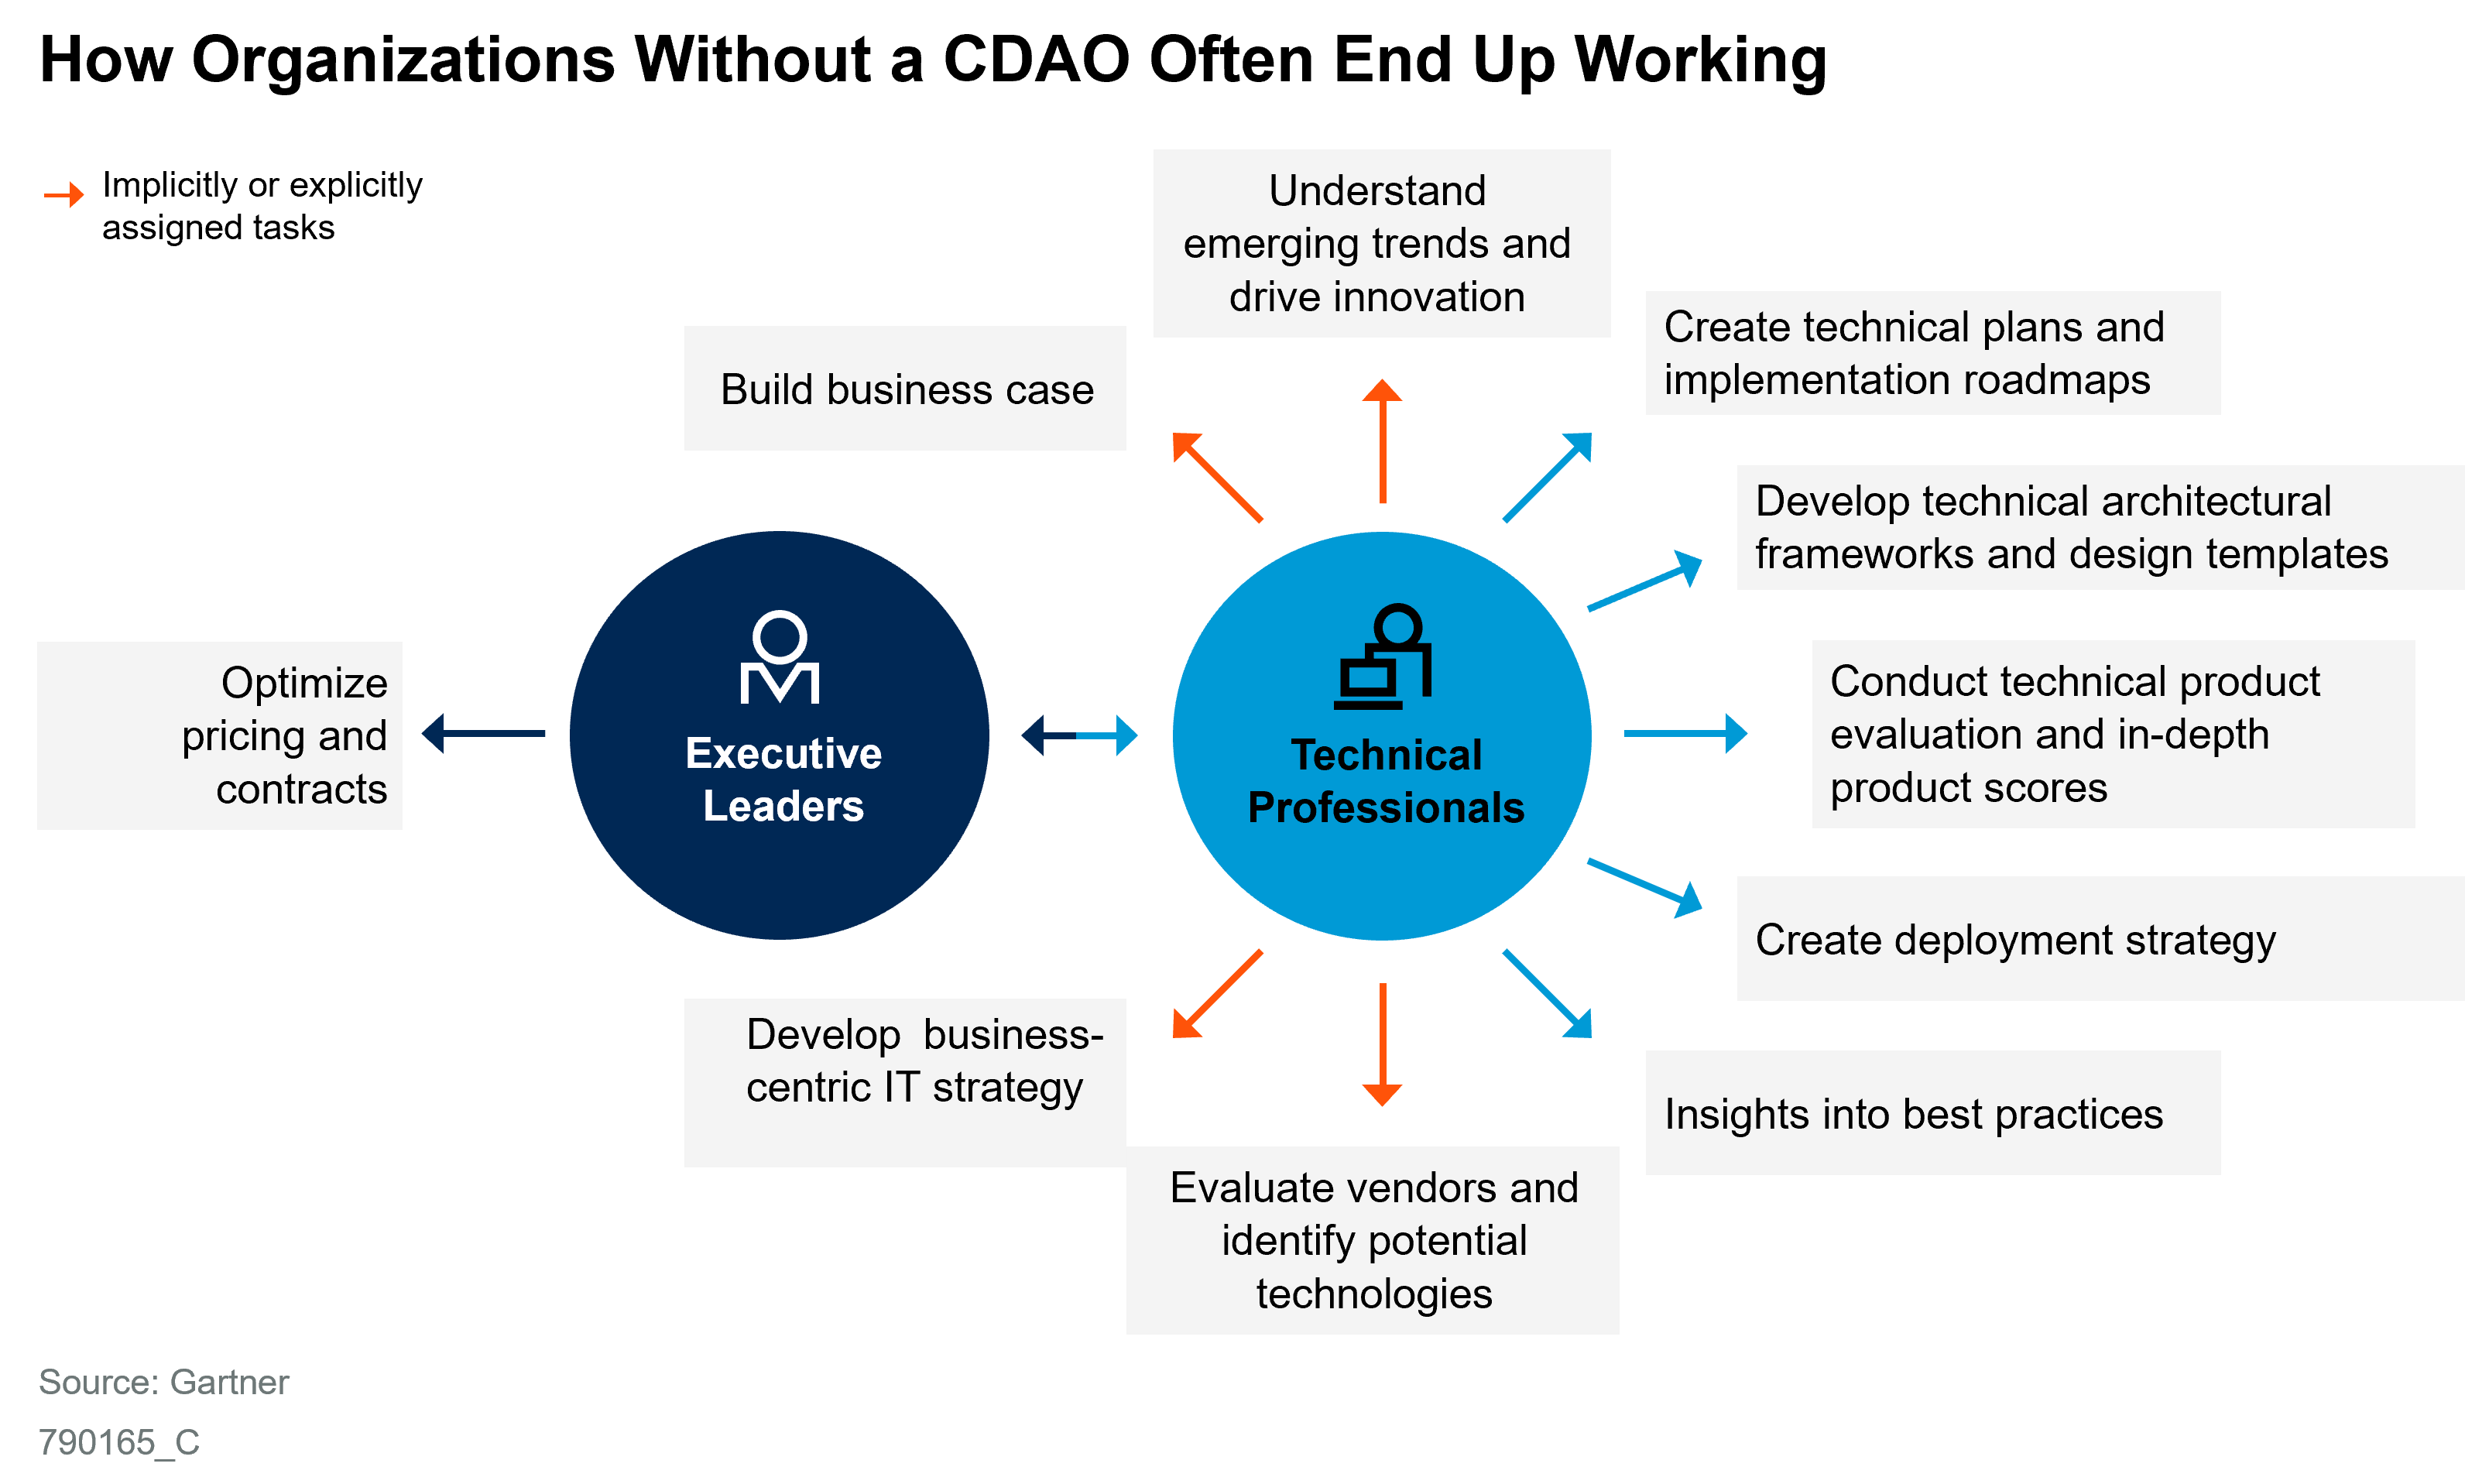 How Organizations Without a CDAO Often End Up Working
Implicitly or explicitly
assigned tasks
Understand
emerging trends and
drive innovation
Build business case
Create technical plans and
implementation roadmaps
Develop technical architectural
frameworks and design templates
Optimize
pricing and
contracts
Executive
Leaders
Technical
Professionals
Conduct technical product
evaluation and in-depth
product scores
Create deployment strategy
Develop  business-
centric IT strategy
Insights into best practices
Evaluate vendors and
identify potential
technologies
Source: Gartner
790165_C